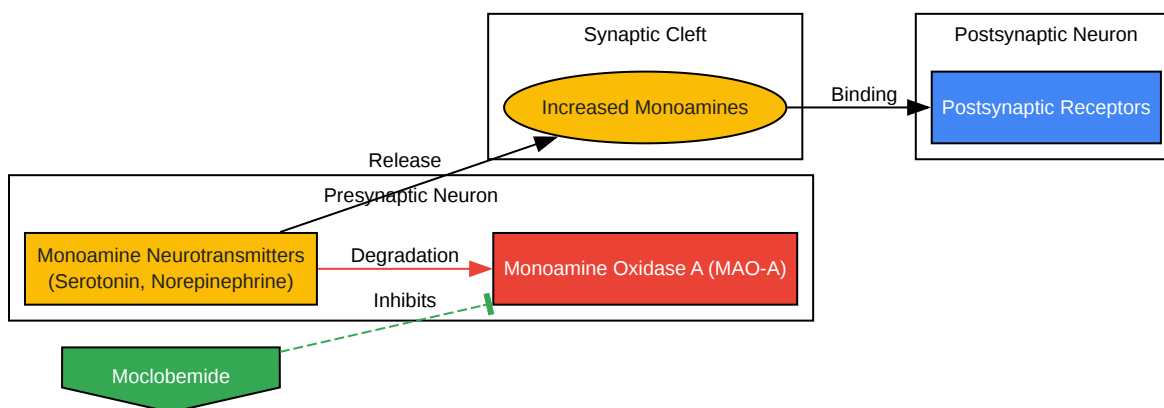 Synaptic Cleft
Postsynaptic Neuron
Increased Monoamines
Binding
Postsynaptic Receptors
Release
Presynaptic Neuron
Monoamine Neurotransmitters
(Serotonin, Norepinephrine)
Degradation
Monoamine Oxidase A (MAO-A)
Inhibits
Moclobemide